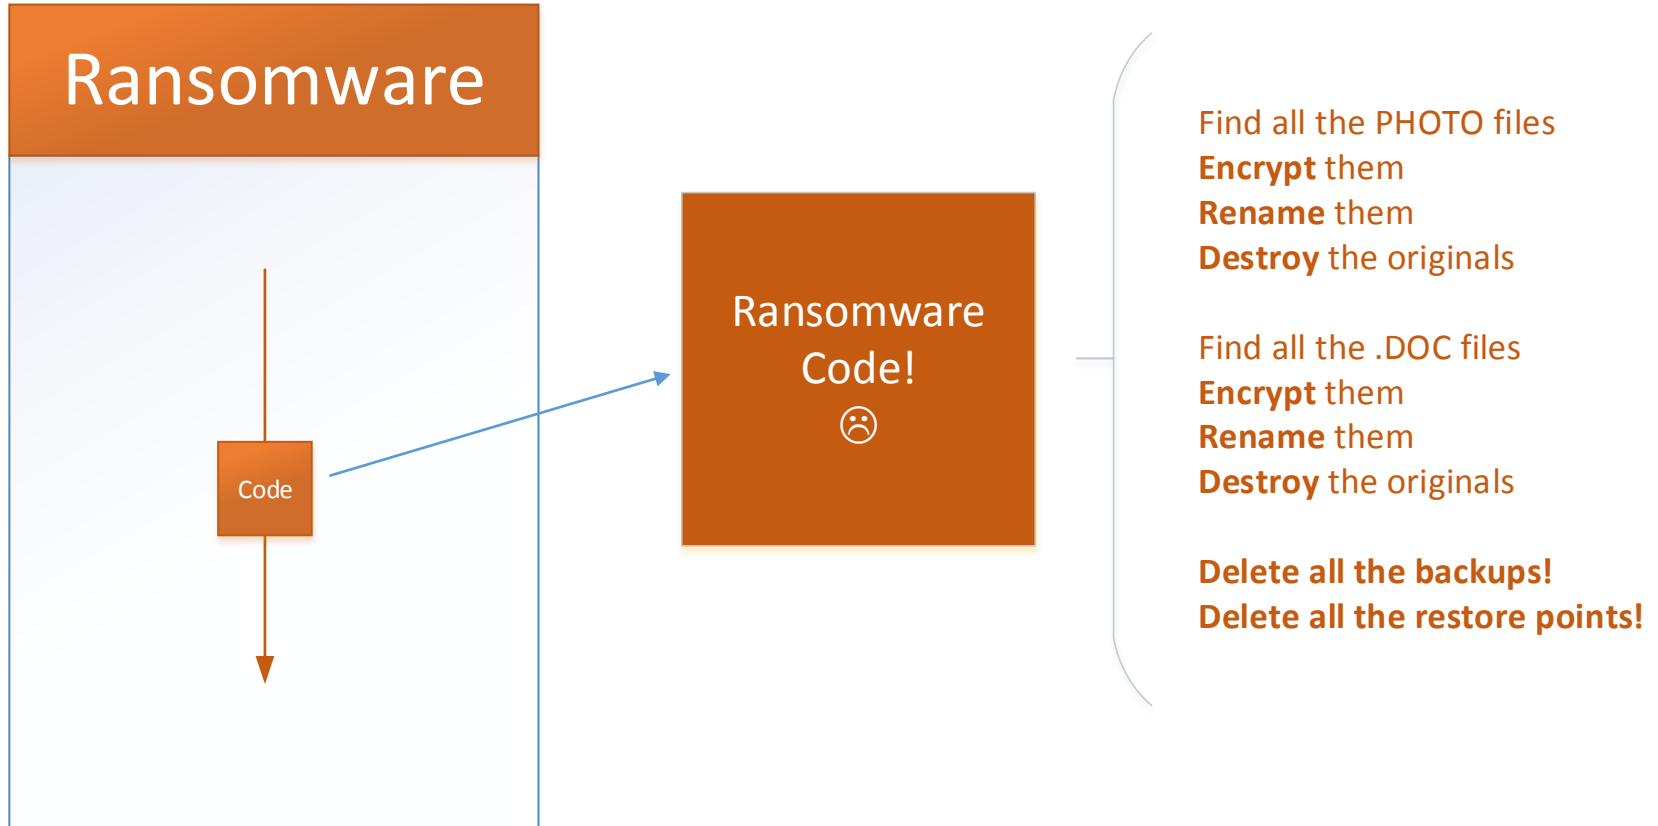 Ransomware
Code
Ransomware
Code!
☹
Find all the PHOTO files
Encrypt them
Rename them
Destroy the originals
Find all the .DOC files
Encrypt them
Rename them
Destroy the originals
Delete all the backups!
Delete all the restore points!